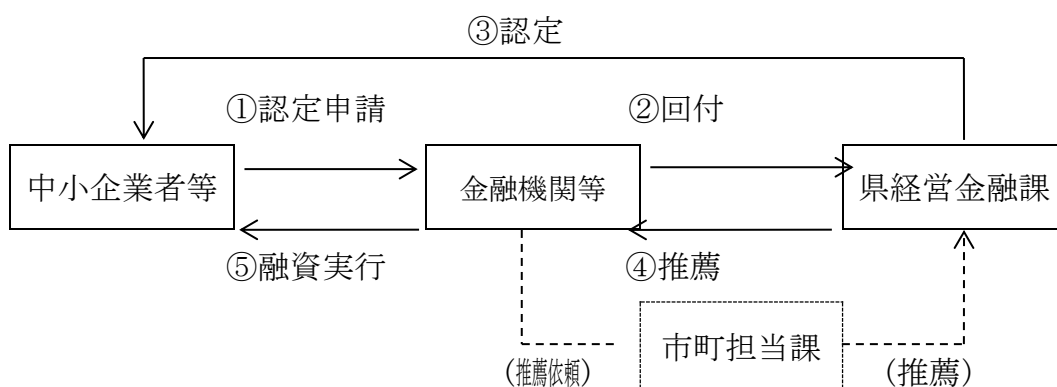 ③認定
①認定申請
②回付
中小企業者等
金融機関等
県経営金融課
⑤融資実行
④推薦
市町担当課
(推薦依頼)
(推薦)